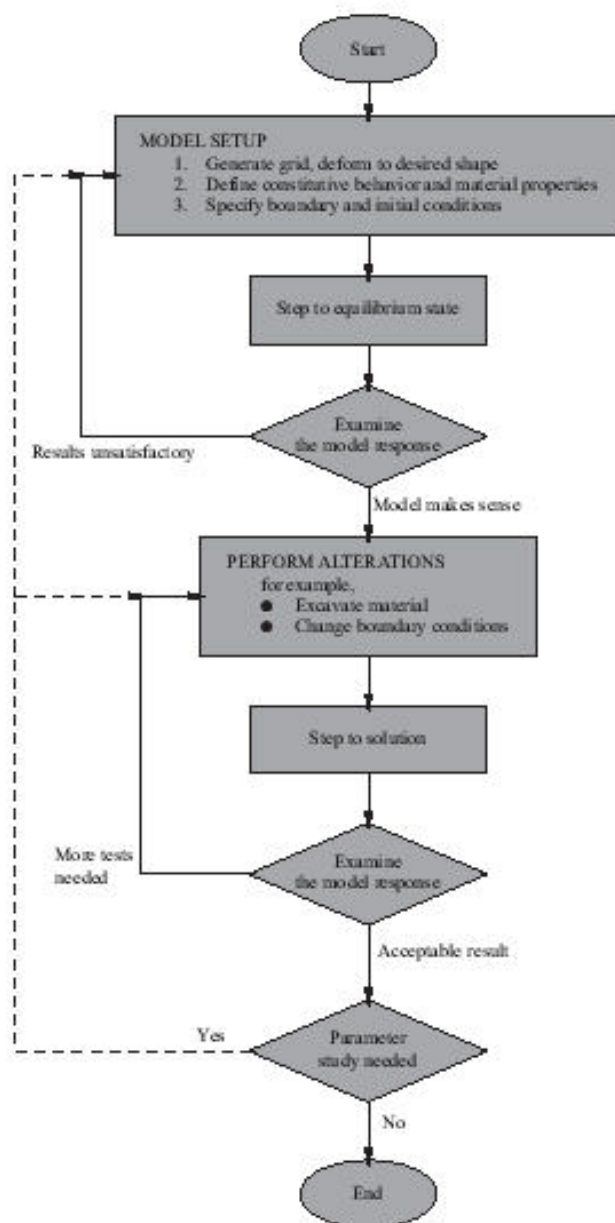 Start
MODEL SETUP
1. Generate grid, deform to desired shape
2. Define constitutive behavior and material properties
3. Specify boundary and initial conditions
Step to equilibrium state
Examine
the model response
Results unsatisfactory
Model makes sense
PERFORM ALTERATIONS
for example,
● Excavate material
● Change boundary conditions
Step to solution
More tests
needed
Examine
the model response
Acceptable result
Yes
Parameter
study needed
No
End